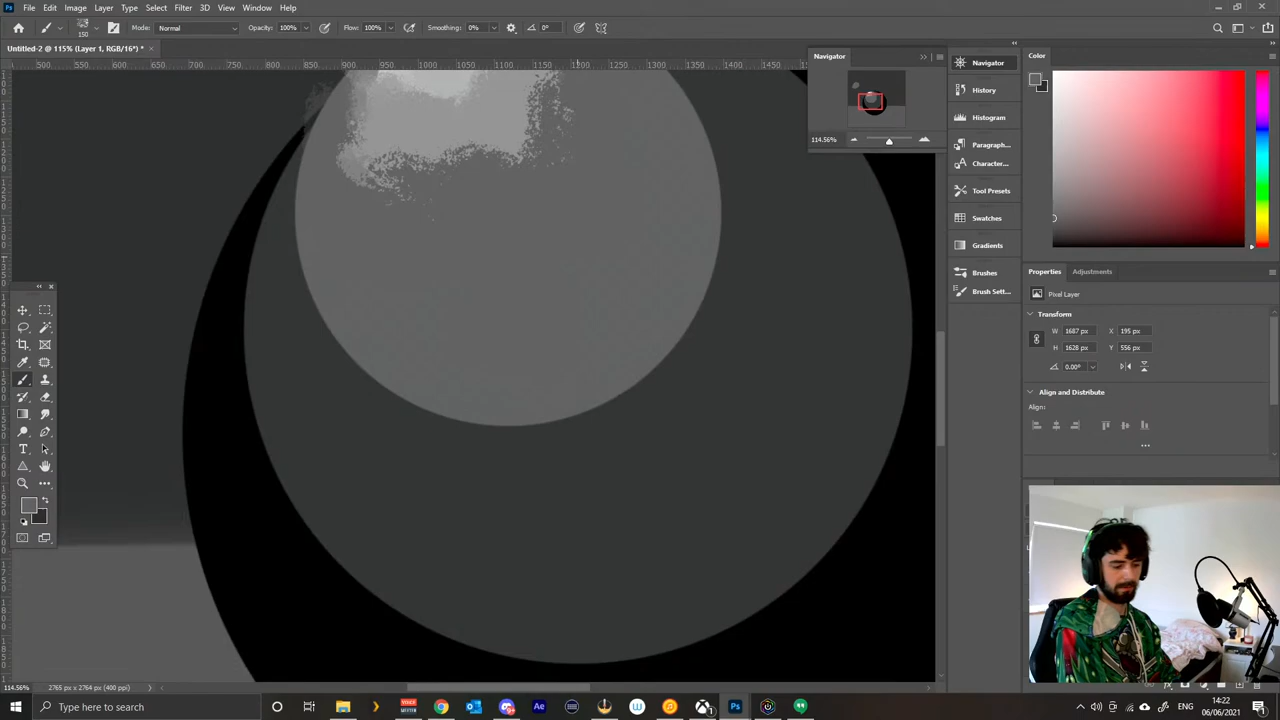 Ps File Edit Image Layer Type Select Filter 3D View Window Help
150 Mode: Normal Opacity: 100% Flow: 100% Smoothing: 0% 0°
Untitled-2 @ 115% (Layer 1, RGB/16*) * ×
500 550 600 650 700 750 800 850 900 950 1000 1050 1100 1150 1200 1250 1300 1350 1400 1450
Navigator
114.56%
Navigator
History
Histogram
Paragraph...
Character...
Tool Presets
Swatches
Gradients
Brushes
Brush Sett...
Color
Properties Adjustments
Pixel Layer
Transform
W 1687 px X 195 px
H 1628 px Y 556 px
0.00°
Align and Distribute
Align:
114.56% 2765 px x 2764 px (400 ppi)
Type here to search
14:22
06/06/2021